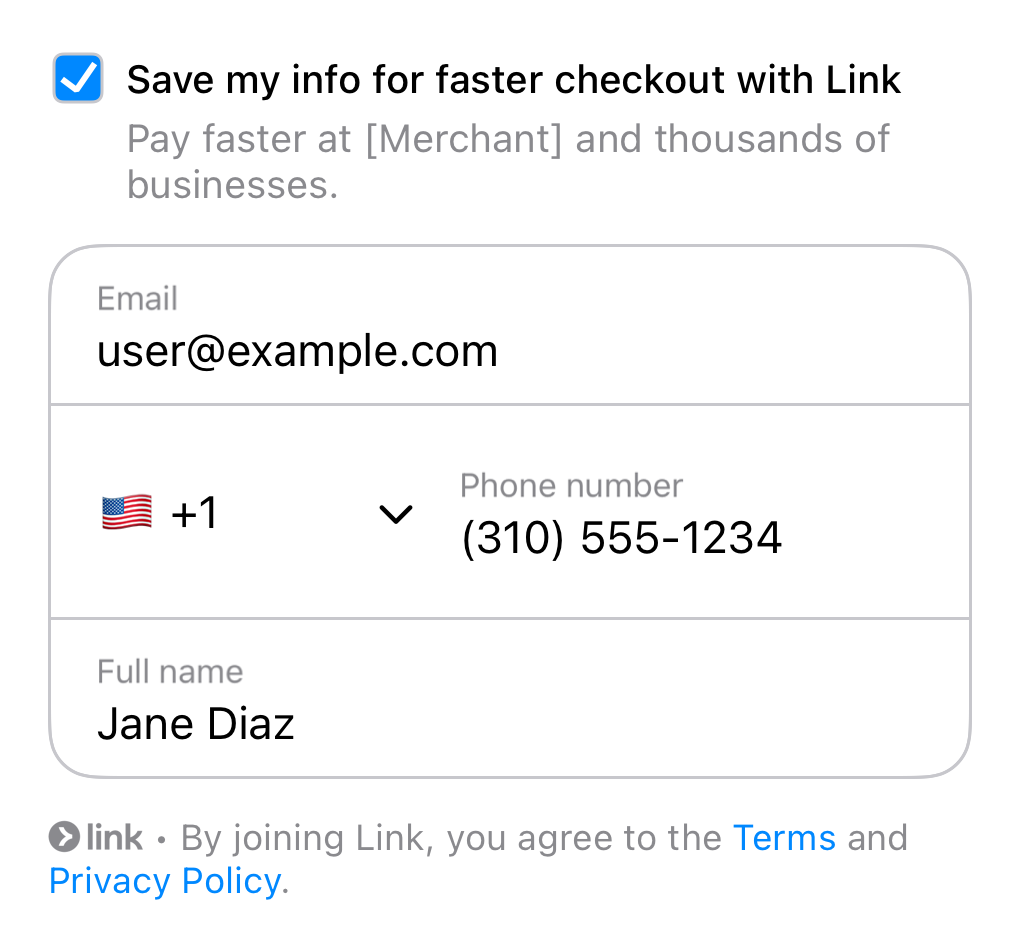 Save my info for faster checkout with Link
Pay faster at [Merchant] and thousands of
businesses.
Email
user@example.com
+1
Phone number
(310) 555-1234
Full name
Jane Diaz
link • By joining Link, you agree to the Terms and
Privacy Policy.